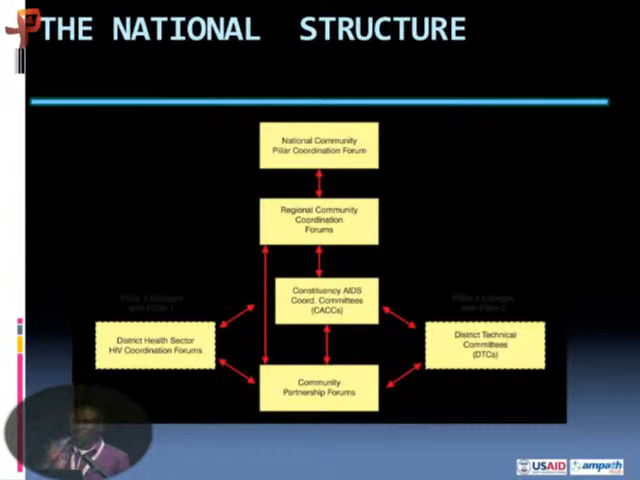 THE NATIONAL STRUCTURE
National Community
Pillar Coordination Forum
Regional Community
Coordination
Forums
Constituency AIDS
Coord. Committees
(CACCs)
District Health Sector
HIV Coordination Forums
District Technical
Committees
(DTCs)
Community
Partnership Forums
USAID
ampath